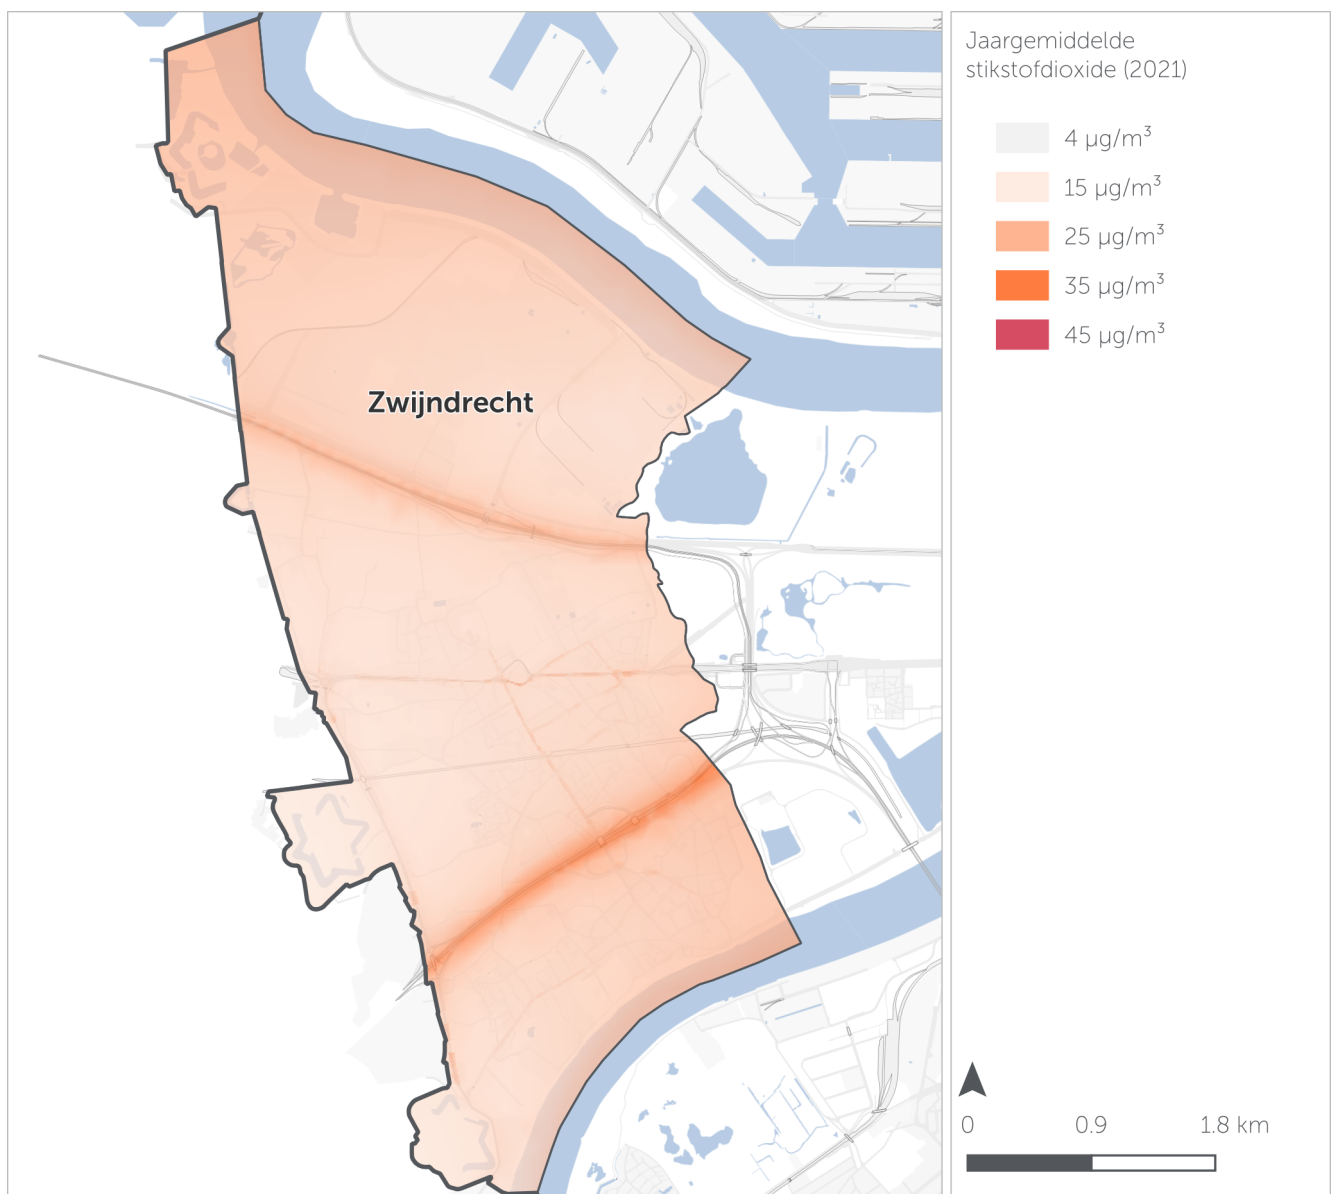 Jaargemiddelde
stikstofdioxide (2021)
4 µg/m³
15 µg/m³
25 µg/m³
35 µg/m³
45 µg/m³
Zwijndrecht
0 0.9 1.8 km